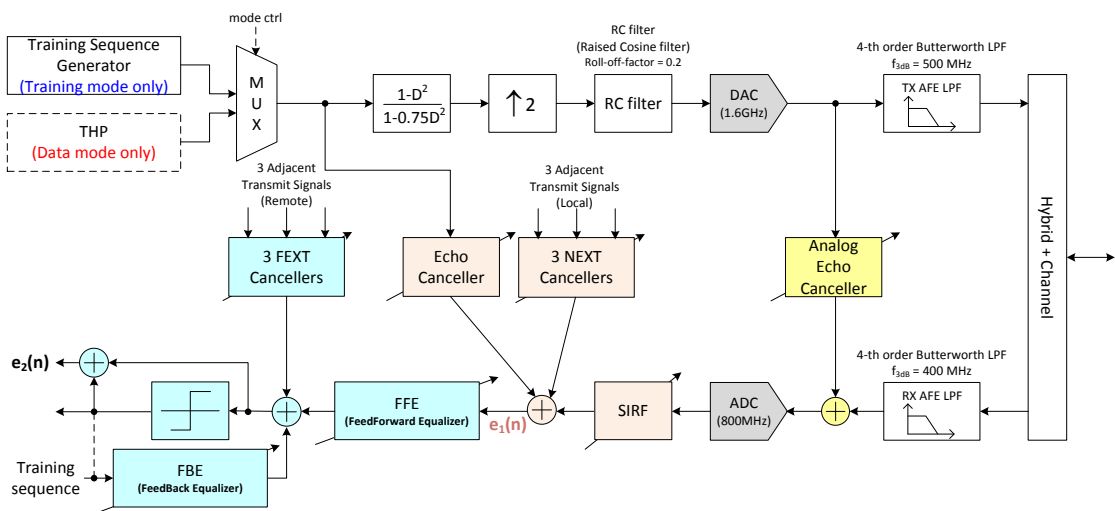 mode ctrl
Training Sequence
Generator
(Training mode only)
THP
(Data mode only)
M
U
X
1-D²
1-0.75D²
↑2
RC filter
(Raised Cosine filter)
Roll-off-factor = 0.2
RC filter
DAC
(1.6GHz)
4-th order Butterworth LPF
f3dB = 500 MHz
TX AFE LPF
Hybrid + Channel
3 Adjacent
Transmit Signals
(Remote)
3 Adjacent
Transmit Signals
(Local)
3 FEXT
Cancellers
Echo
Canceller
3 NEXT
Cancellers
Analog
Echo
Canceller
e2(n)
FFE
(FeedForward Equalizer)
e1(n)
SIRF
ADC
(800MHz)
4-th order Butterworth LPF
f3dB = 400 MHz
RX AFE LPF
Training
sequence
FBE
(FeedBack Equalizer)